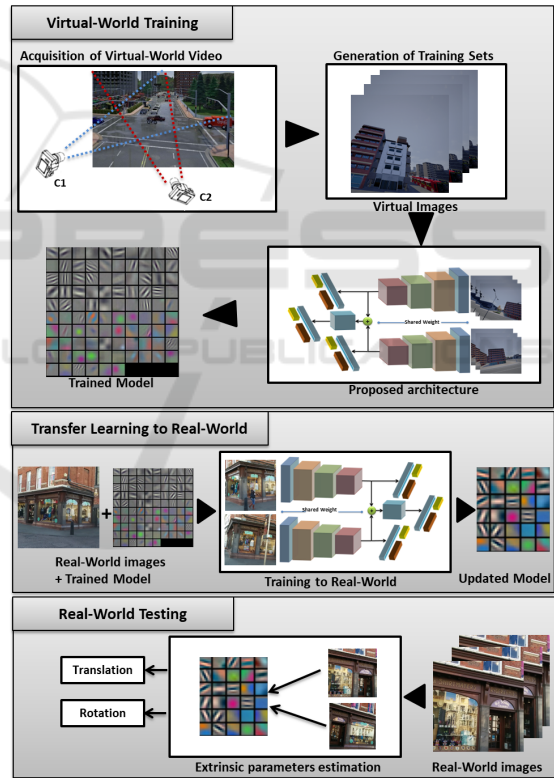 Virtual-World Training
Acquisition of Virtual-World Video
Generation of Training Sets
C1
C2
Virtual Images
Shared Weight
Trained Model
Proposed architecture
Transfer Learning to Real-World
+
Shared Weight
Real-World images
+ Trained Model
Training to Real-World
Updated Model
Real-World Testing
Translation
Rotation
Extrinsic parameters estimation
Real-World images